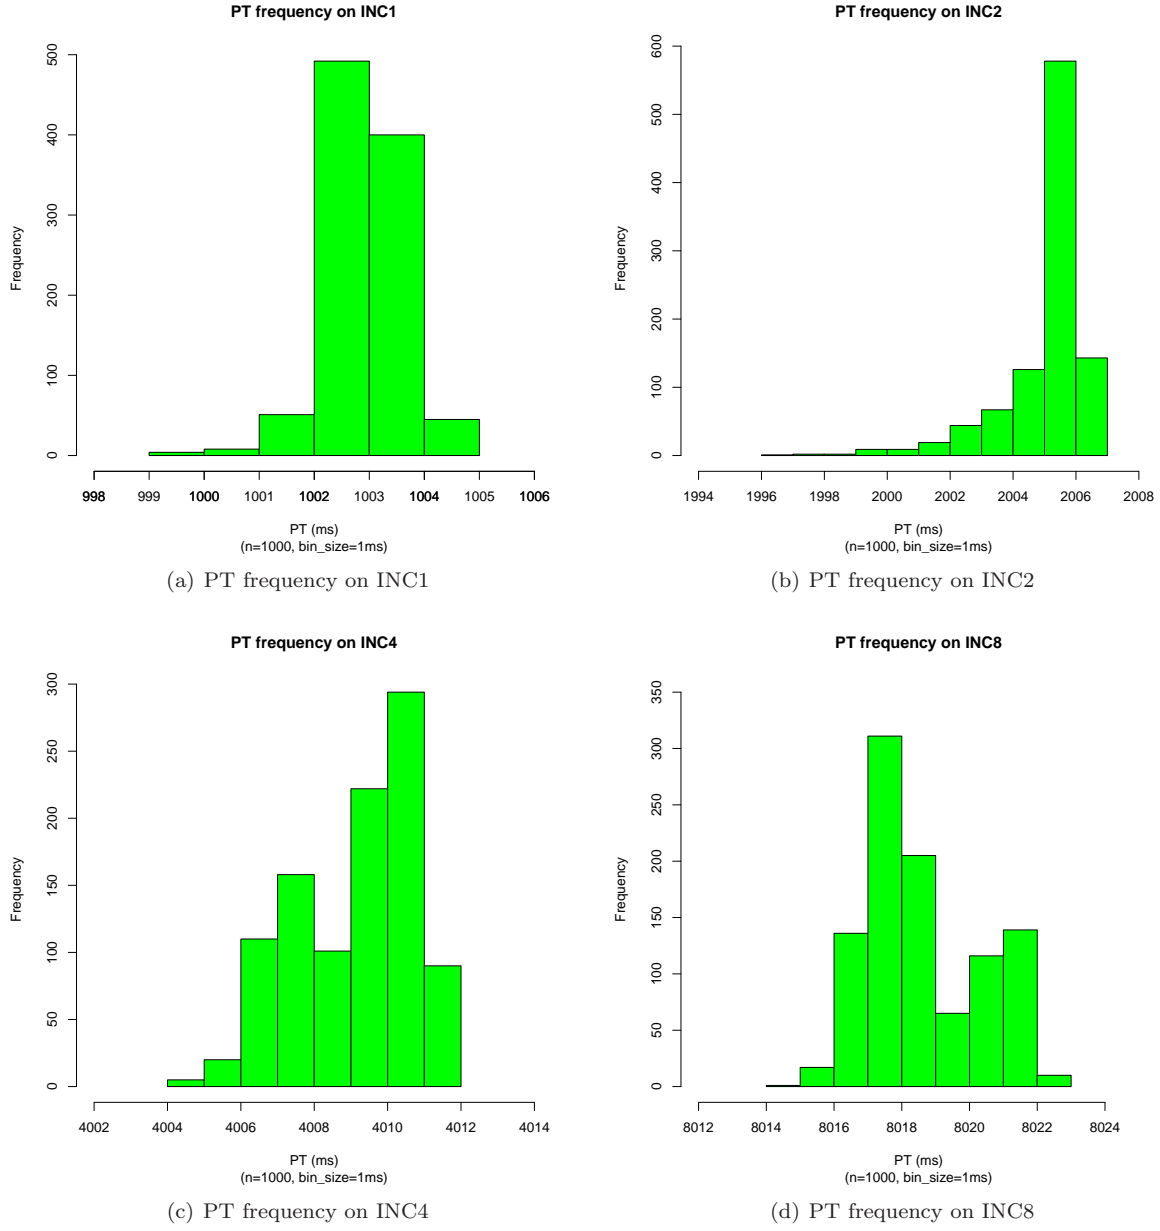 PT frequency on INC1
Frequency
0
100
200
300
400
500
998 999 1000 1001 1002 1003 1004 1005 1006
PT (ms)
(n=1000, bin_size=1ms)
(a) PT frequency on INC1
PT frequency on INC2
Frequency
0
100
200
300
400
500
600
1994 1996 1998 2000 2002 2004 2006 2008
PT (ms)
(n=1000, bin_size=1ms)
(b) PT frequency on INC2
PT frequency on INC4
Frequency
0
50
100
150
200
250
300
4002 4004 4006 4008 4010 4012 4014
PT (ms)
(n=1000, bin_size=1ms)
(c) PT frequency on INC4
PT frequency on INC8
Frequency
0
50
100
150
200
250
300
350
8012 8014 8016 8018 8020 8022 8024
PT (ms)
(n=1000, bin_size=1ms)
(d) PT frequency on INC8